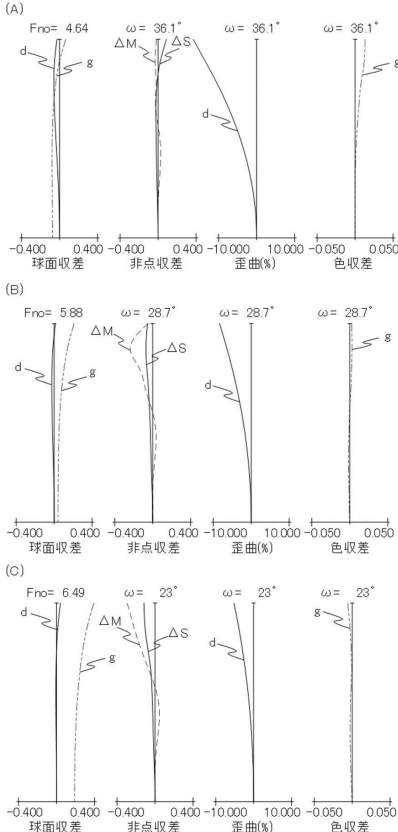 (A)
Fno= 4.64 ω= 36.1° ω= 36.1° ω= 36.1°
d g ΔM ΔS d g
-0.400 0.400 -0.400 0.400 -10.000 10.000 -0.050 0.050
球面収差 非点収差 歪曲(%) 色収差
(B)
Fno= 5.88 ω= 28.7° ω= 28.7° ω= 28.7°
d g ΔM ΔS d g
-0.400 0.400 -0.400 0.400 -10.000 10.000 -0.050 0.050
球面収差 非点収差 歪曲(%) 色収差
(C)
Fno= 6.49 ω= 23° ω= 23° ω= 23°
d g ΔM ΔS d g
-0.400 0.400 -0.400 0.400 -10.000 10.000 -0.050 0.050
球面収差 非点収差 歪曲(%) 色収差